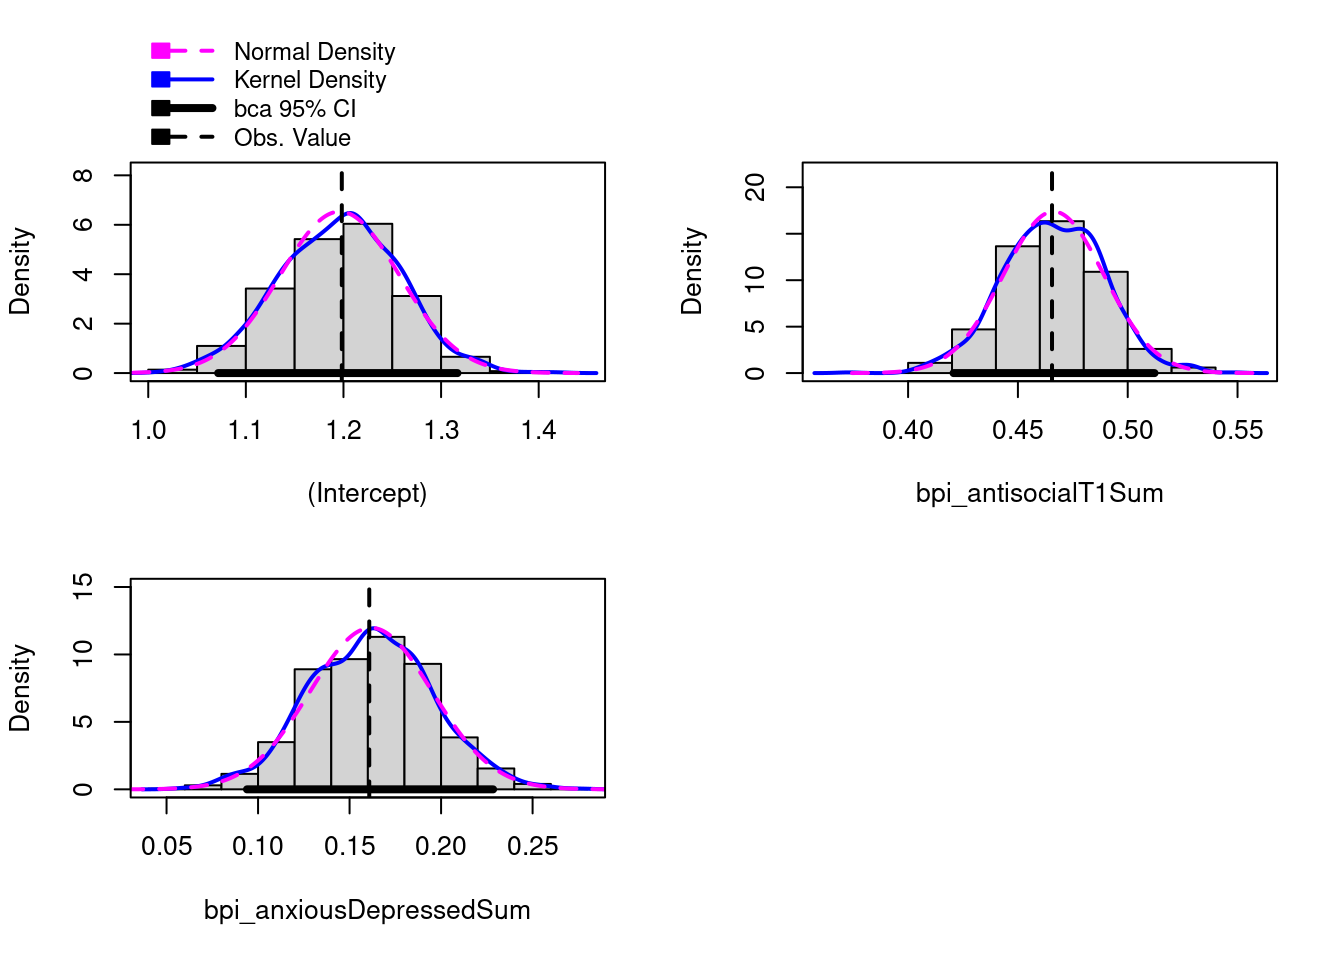 Normal Density
Kernel Density
bca 95% CI
Obs. Value
Density
0 2 4 6 8
1.0 1.1 1.2 1.3 1.4
(Intercept)
Density
0 5 10 20
0.40 0.45 0.50 0.55
bpi_antisocialT1Sum
Density
0 5 10 15
0.05 0.10 0.15 0.20 0.25
bpi_anxiousDepressedSum